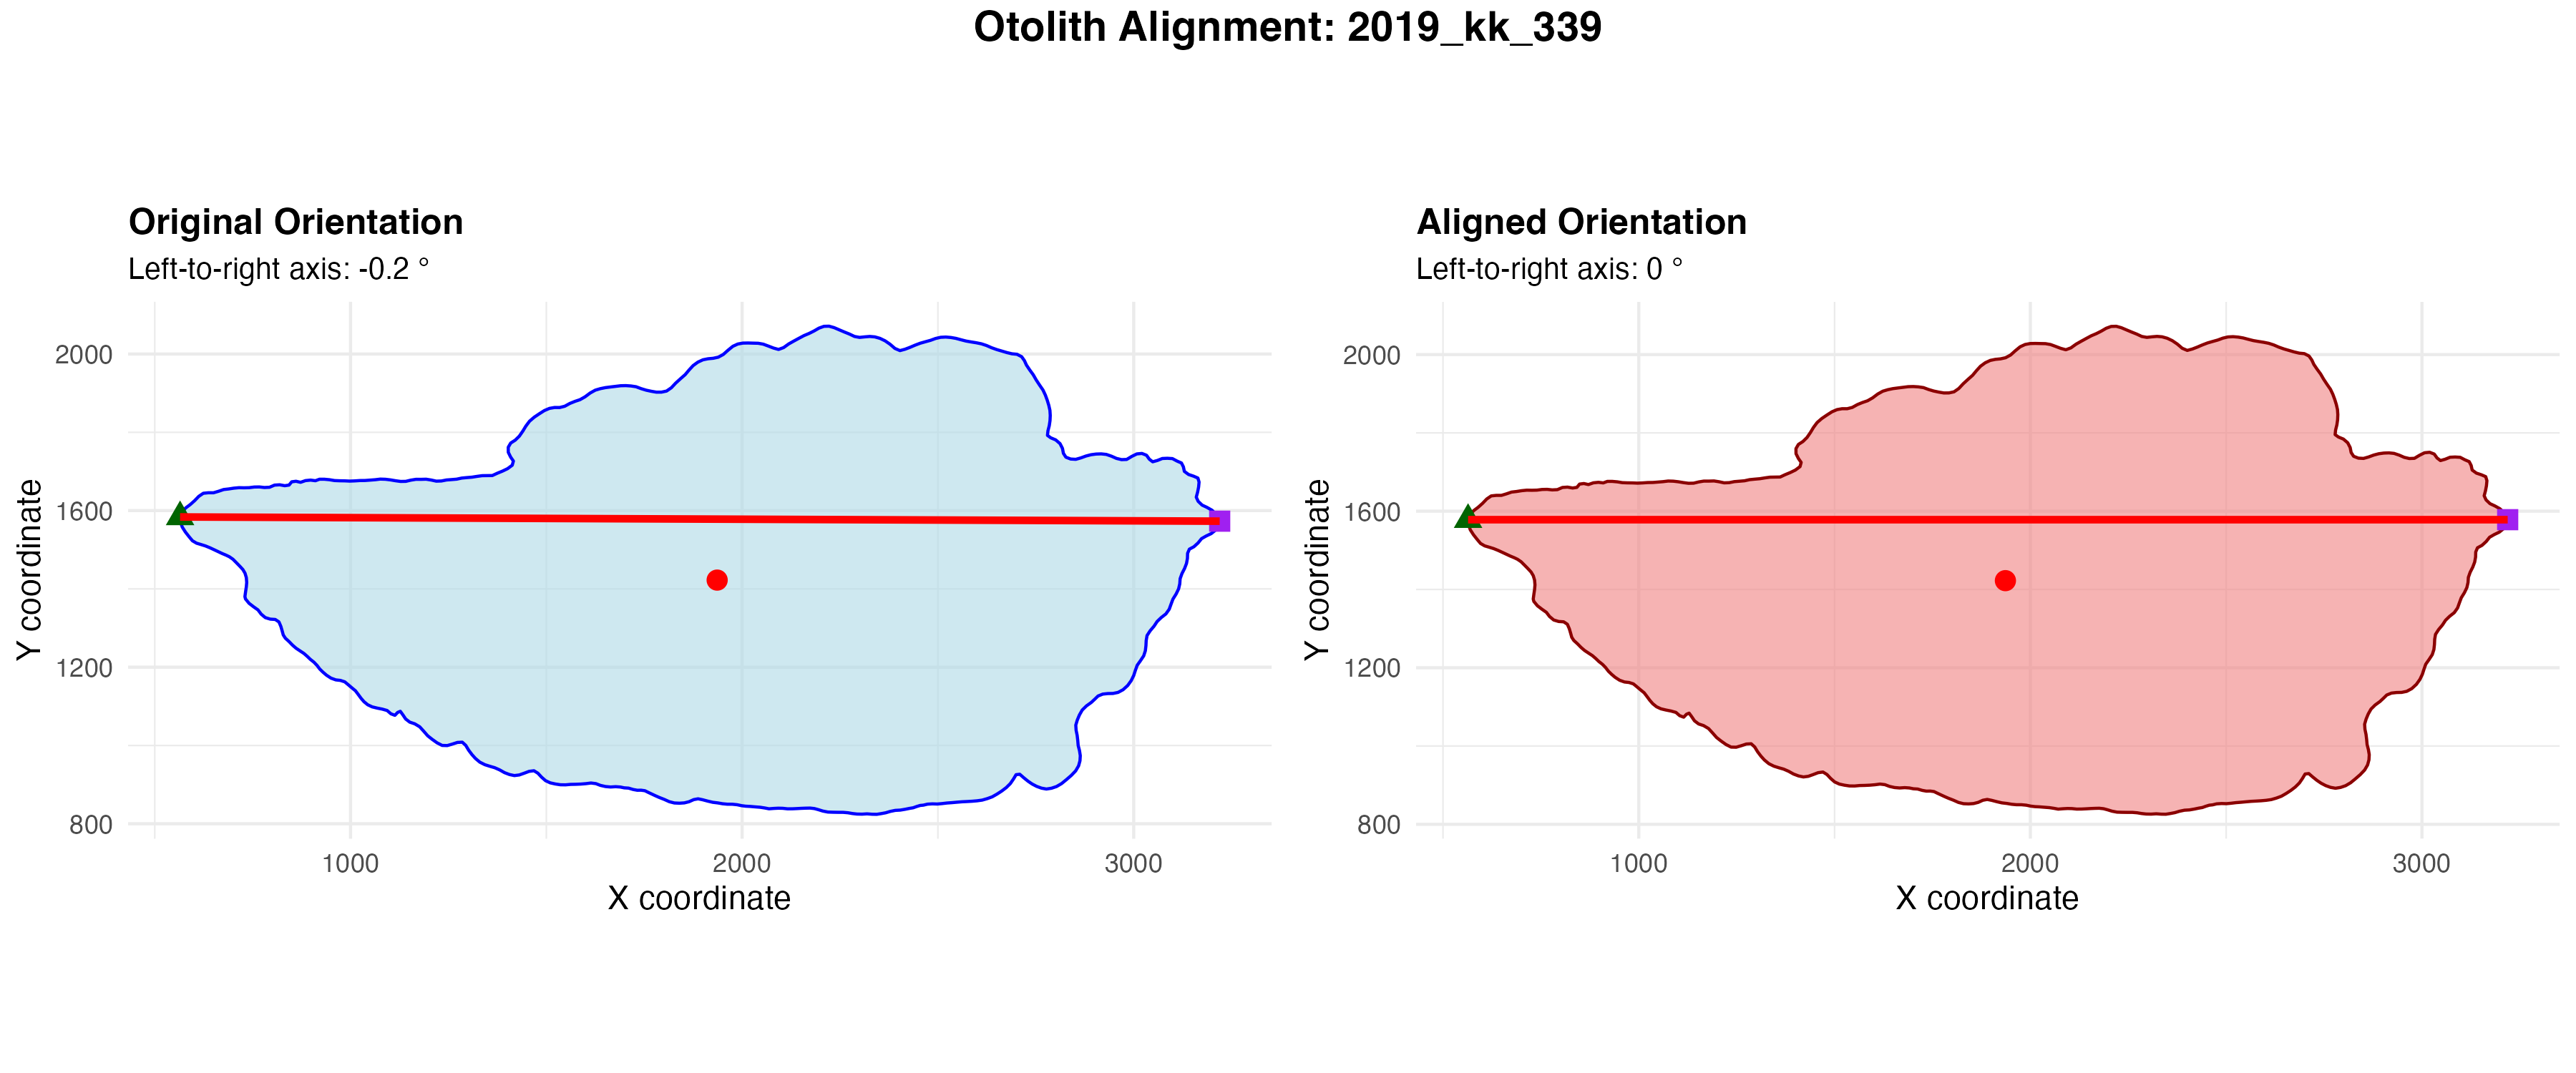 Otolith Alignment: 2019_kk_339
Original Orientation
Left-to-right axis: -0.2 °
2000
1600
1200
800
Y coordinate
1000
2000
3000
X coordinate
Aligned Orientation
Left-to-right axis: 0 °
2000
1600
1200
800
Y coordinate
1000
2000
3000
X coordinate